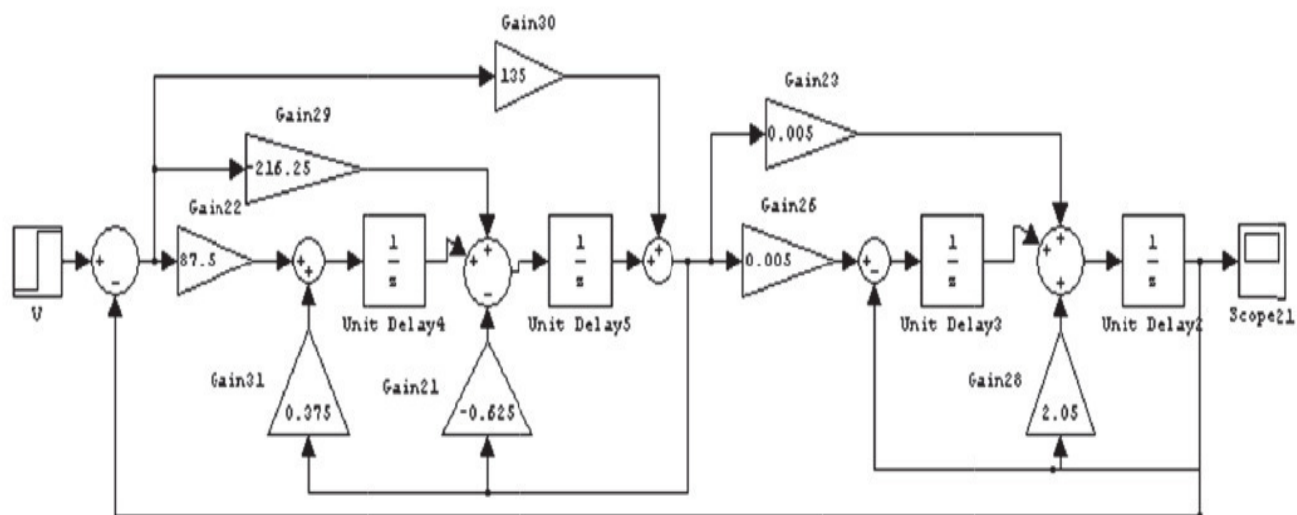 Gain30
135
Gain29
-216.25
Gain22
87.5
Gain23
0.005
Gain26
0.005
U
+
-
+
+
1
s
Unit Delay4
+
+
-
1
s
Unit Delay5
+
+
+
-
1
s
Unit Delay3
+
+
+
1
s
Unit Delay2
Scope21
Gain31
0.375
Gain21
-0.625
Gain28
2.05